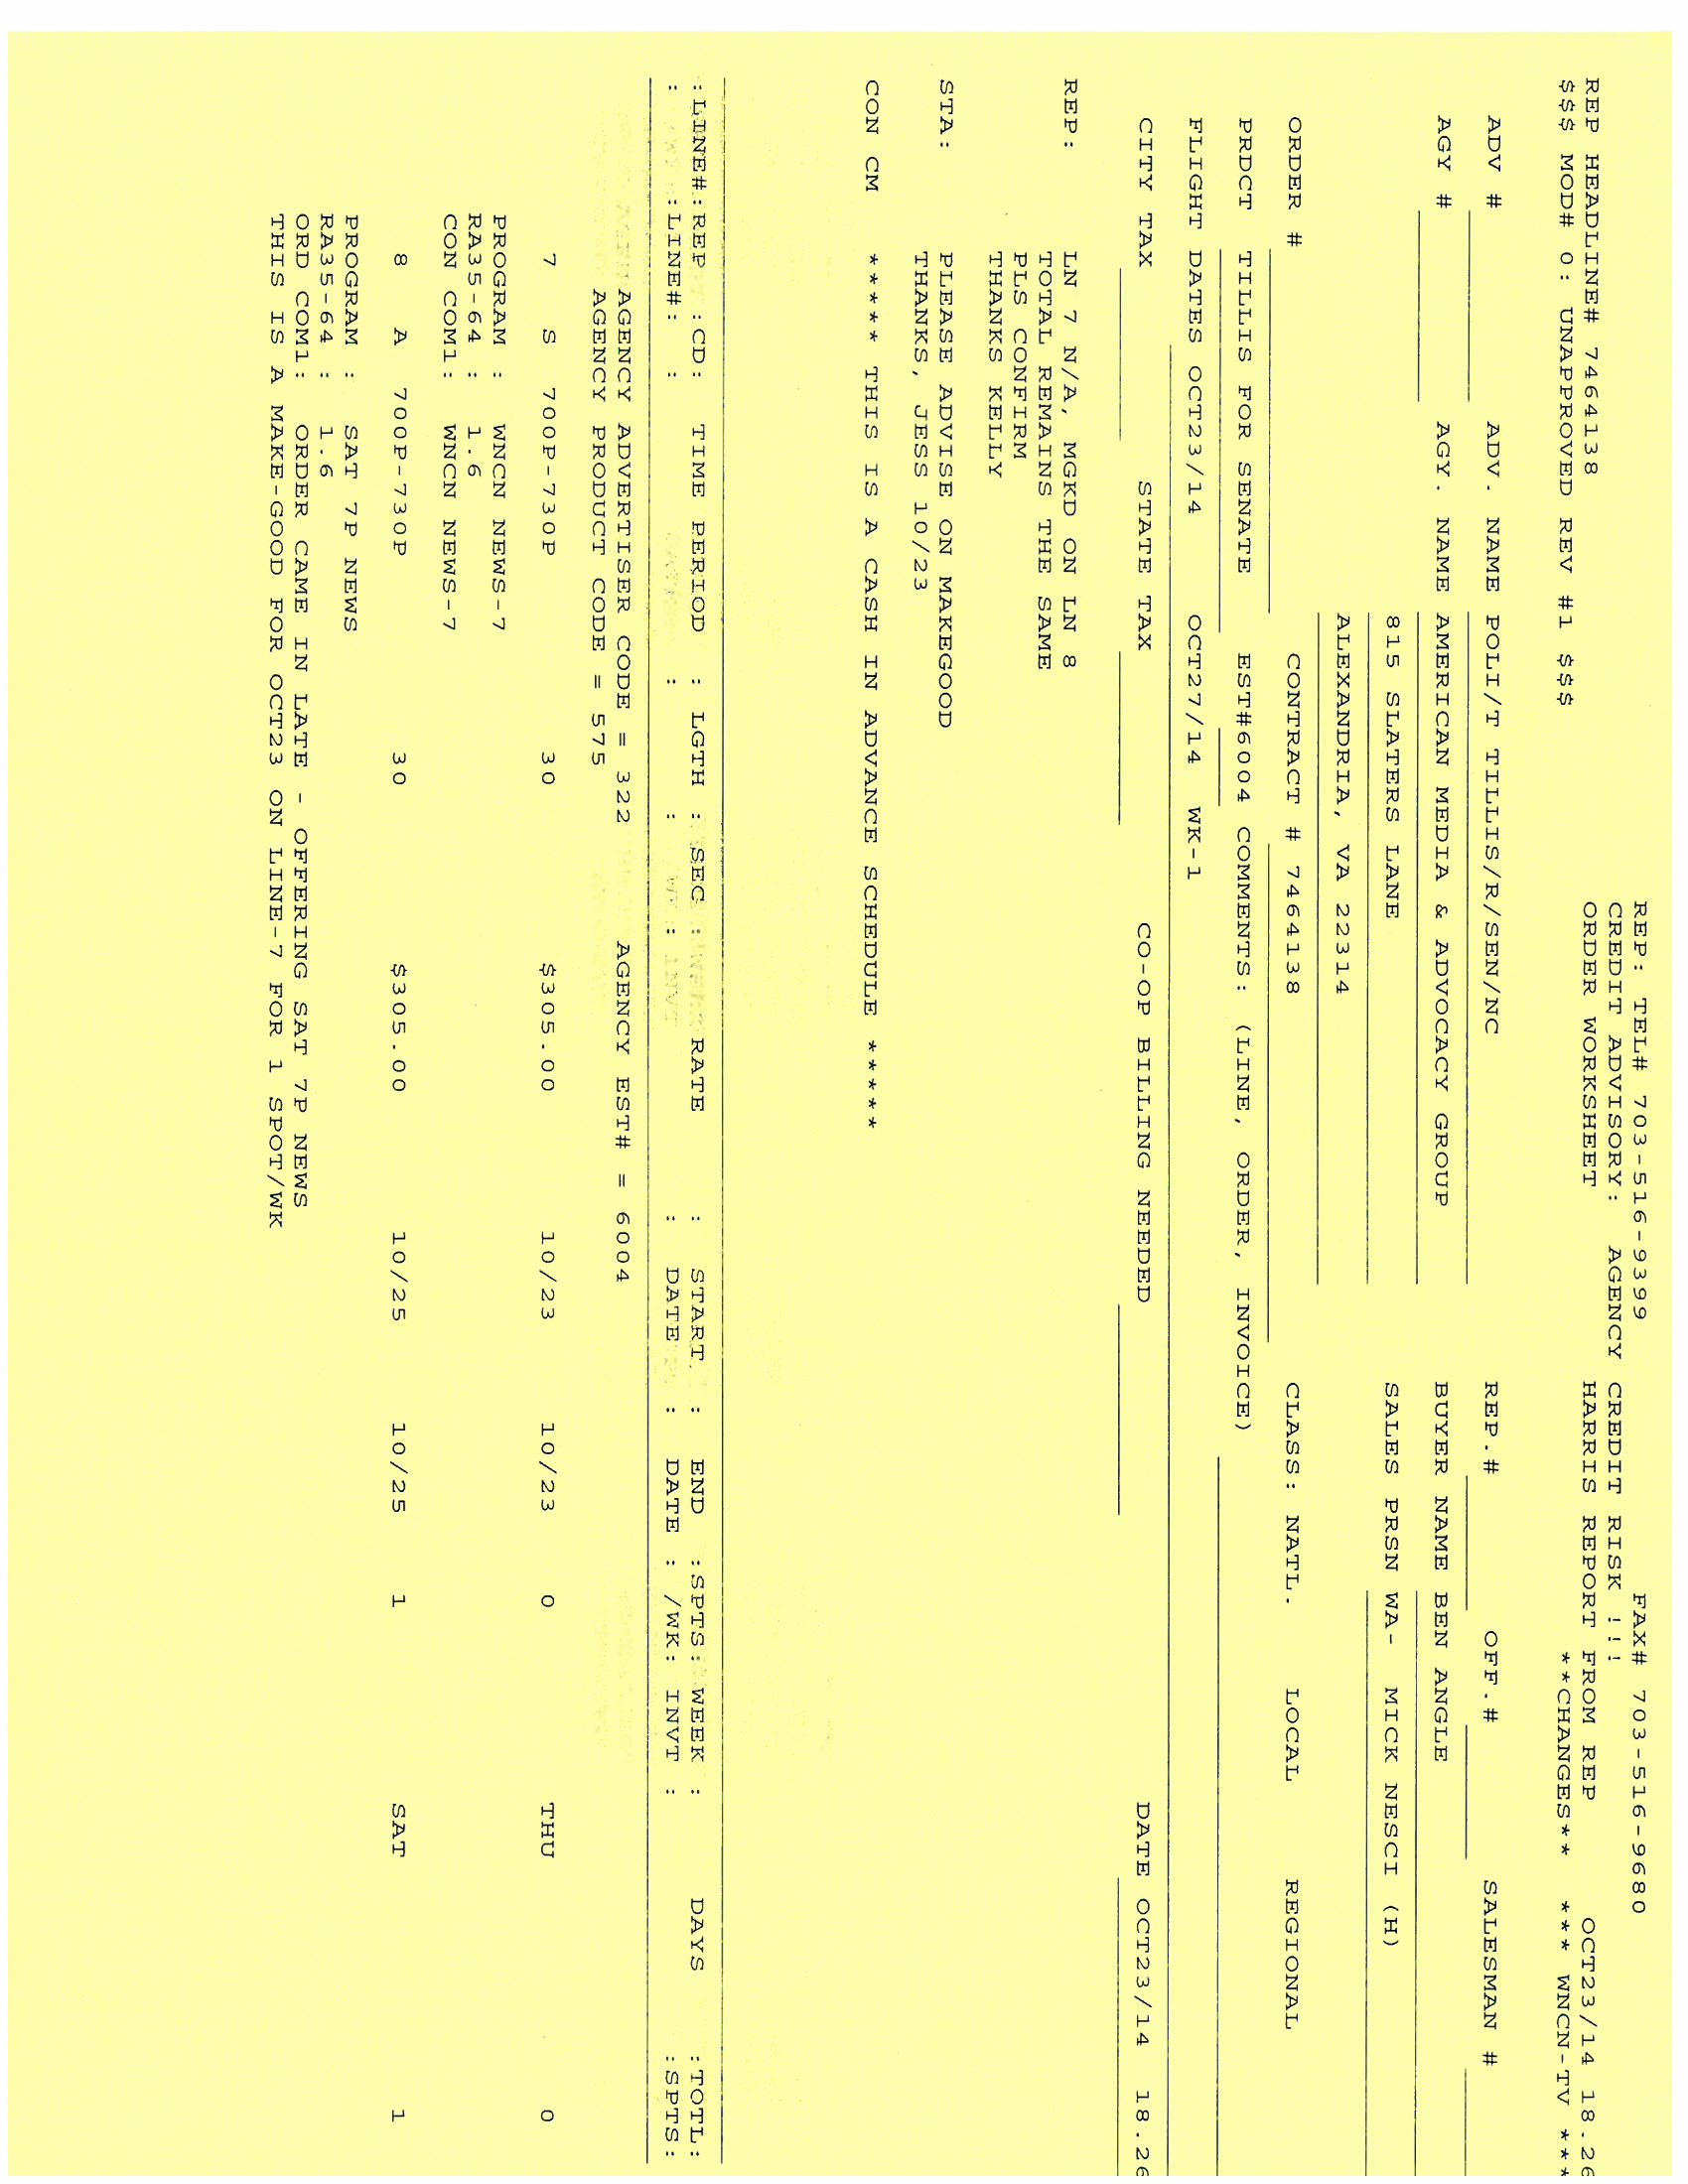 REP: TEL# 703-516-9399 FAX# 703-516-9680
CREDIT ADVISORY: AGENCY CREDIT RISK !!!
REP HEADLINE# 7464138 ORDER WORKSHEET HARRIS REPORT FROM REP OCT23/14 18.26
$$$ MOD# 0: UNAPPROVED REV #1 $$$ **CHANGES** *** WNCN-TV ***
ADV # ADV. NAME POLI/T TILLIS/R/SEN/NC REP.# OFF.# SALESMAN #
AGY # AGY. NAME AMERICAN MEDIA & ADVOCACY GROUP BUYER NAME BEN ANGLE
815 SLATERS LANE SALES PRSN WA- MICK NESCI (H)
ALEXANDRIA, VA 22314
ORDER # CONTRACT # 7464138 CLASS: NATL. LOCAL REGIONAL
PRDCT TILLIS FOR SENATE EST#6004 COMMENTS: (LINE, ORDER, INVOICE)
FLIGHT DATES OCT23/14 OCT27/14 WK-1
CITY TAX STATE TAX CO-OP BILLING NEEDED DATE OCT23/14 18.26
REP: LN 7 N/A, MGKD ON LN 8
TOTAL REMAINS THE SAME
PLS CONFIRM
THANKS KELLY
STA: PLEASE ADVISE ON MAKEGOOD
THANKS, JESS 10/23
CON CM ***** THIS IS A CASH IN ADVANCE SCHEDULE *****
:LINE#:REP :CD: TIME PERIOD : LGTH : SEC : RATE : START : END :SPTS: WEEK : DAYS :TOTL:
: :LINE#: : : : : : DATE : DATE : /WK: INVT : :SPTS:
AGENCY ADVERTISER CODE = 322 AGENCY EST# = 6004
AGENCY PRODUCT CODE = 575
7 S 700P-730P 30 $305.00 10/23 10/23 0 THU 0
PROGRAM : WNCN NEWS-7
RA35-64 : 1.6
CON COM1: WNCN NEWS-7
8 A 700P-730P 30 $305.00 10/25 10/25 1 SAT 1
PROGRAM : SAT 7P NEWS
RA35-64 : 1.6
ORD COM1: ORDER CAME IN LATE - OFFERING SAT 7P NEWS
THIS IS A MAKE-GOOD FOR OCT23 ON LINE-7 FOR 1 SPOT/WK